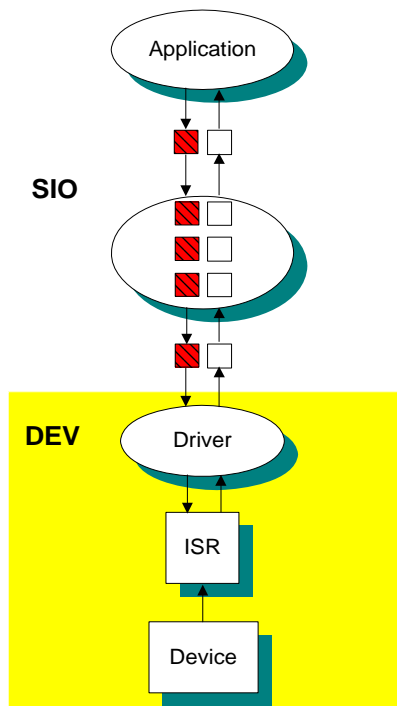 Application
SIO
DEV
Driver
ISR
Device